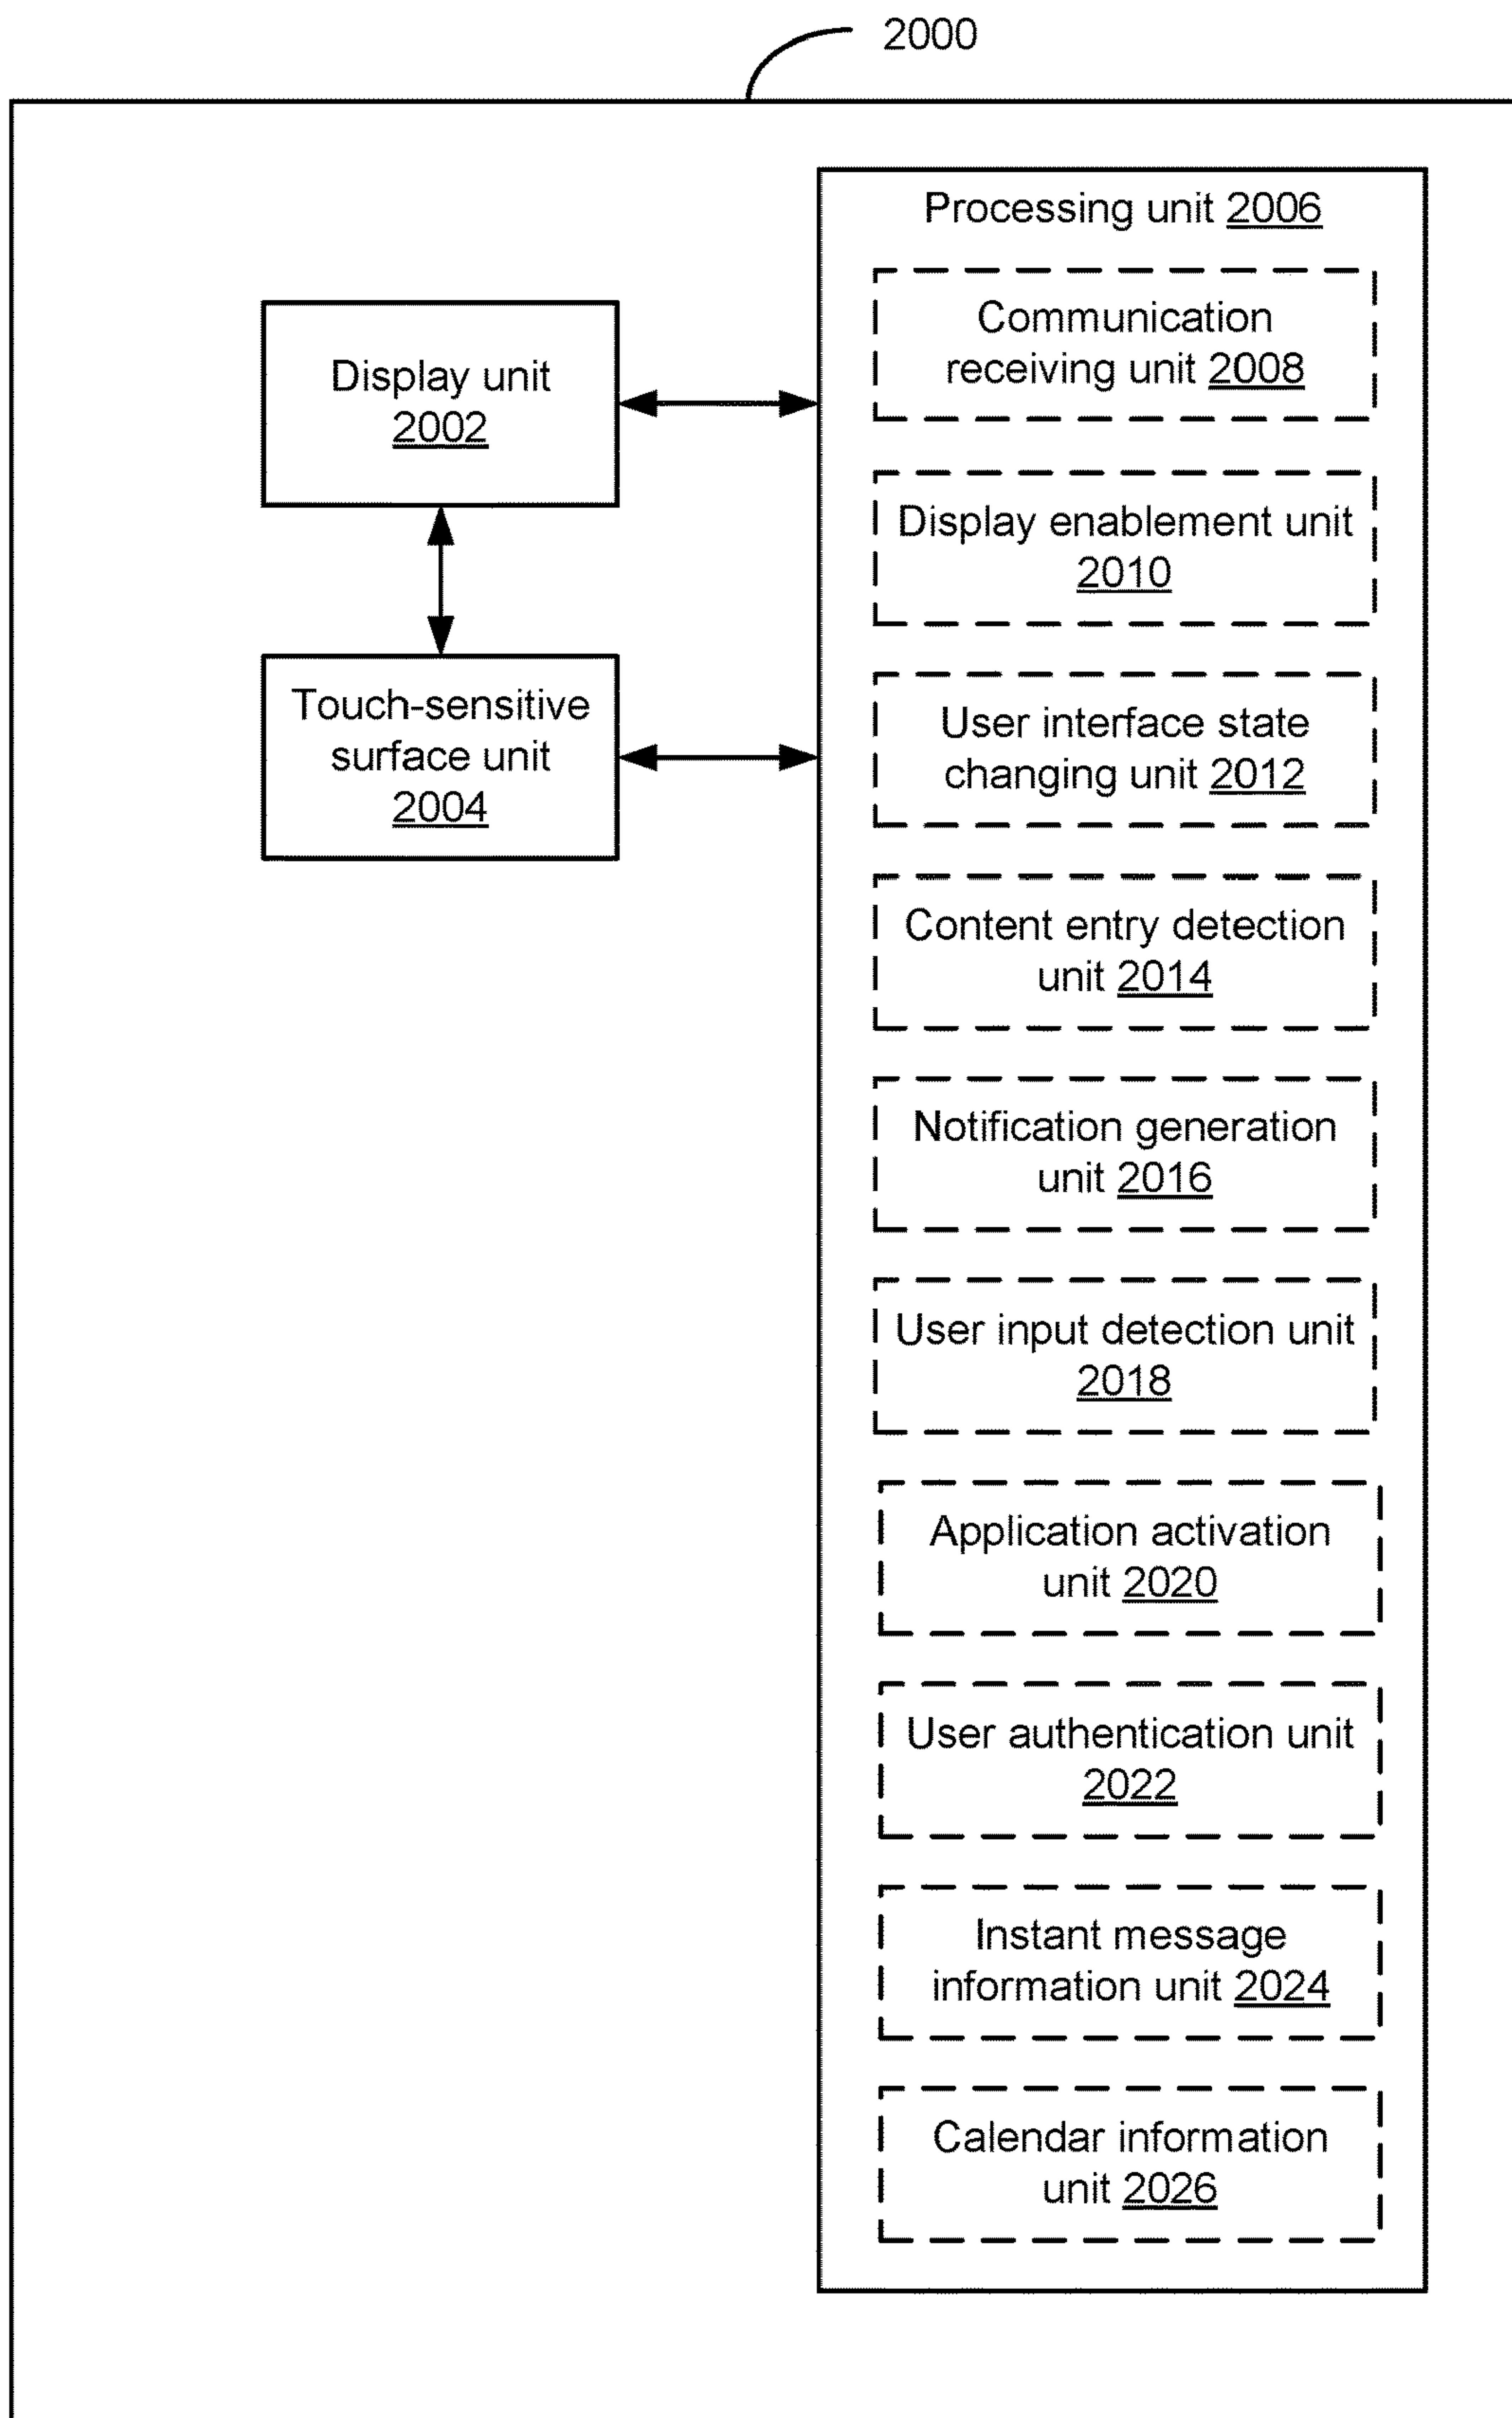 2000
Processing unit 2006
Communication
receiving unit 2008
Display unit
2002
Display enablement unit
2010
Touch-sensitive
surface unit
2004
User interface state
changing unit 2012
Content entry detection
unit 2014
Notification generation
unit 2016
User input detection unit
2018
Application activation
unit 2020
User authentication unit
2022
Instant message
information unit 2024
Calendar information
unit 2026